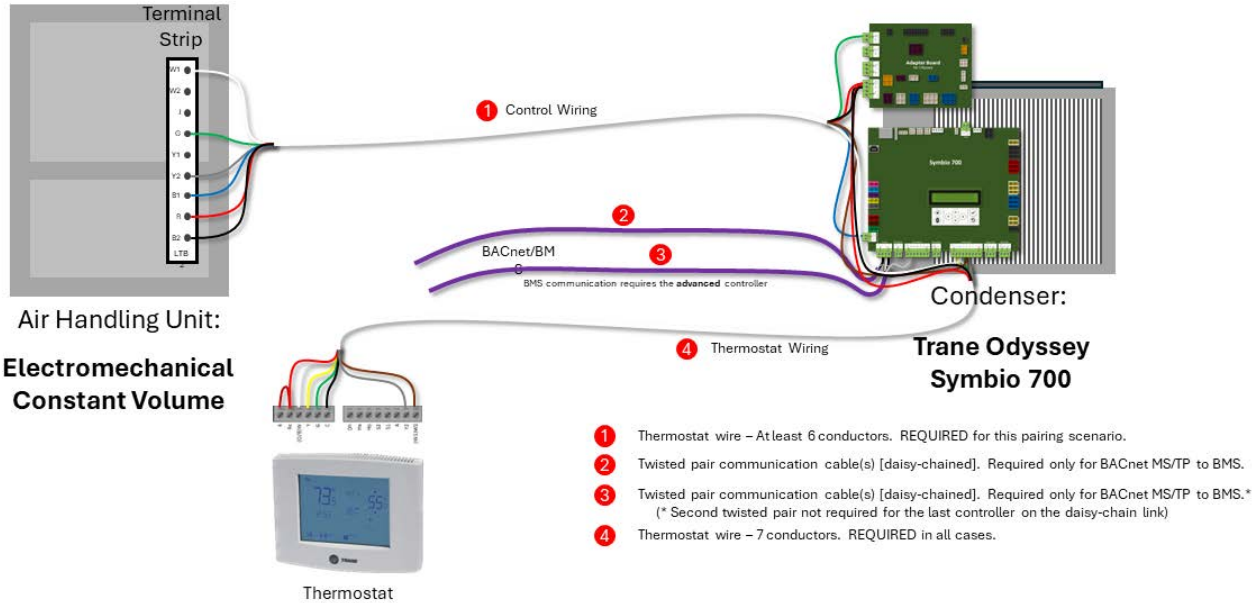 Terminal
Strip
W1
W2
I
G
Y1
Y2
B1
R
B2
LTB
Adapter Board
Symbio 700
1 Control Wiring
2
BACnet/BM
3
BMS communication requires the advanced controller
Air Handling Unit:
Electromechanical
Constant Volume
Condenser:
Trane Odyssey
Symbio 700
4 Thermostat Wiring
73
55
TRANE
Thermostat
1 Thermostat wire – At least 6 conductors. REQUIRED for this pairing scenario.
2 Twisted pair communication cable(s) [daisy-chained]. Required only for BACnet MS/TP to BMS.
3 Twisted pair communication cable(s) [daisy-chained]. Required only for BACnet MS/TP to BMS.*
(* Second twisted pair not required for the last controller on the daisy-chain link)
4 Thermostat wire – 7 conductors. REQUIRED in all cases.